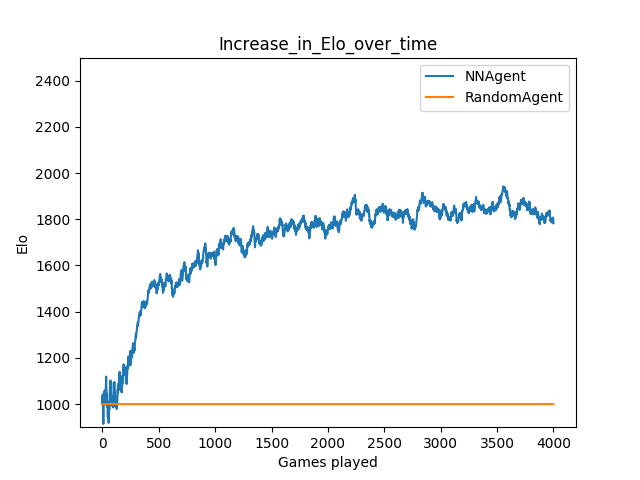 Increase_in_Elo_over_time
NNAgent
RandomAgent
2400
2200
2000
1800
1600
1400
1200
1000
Elo
0 500 1000 1500 2000 2500 3000 3500 4000
Games played